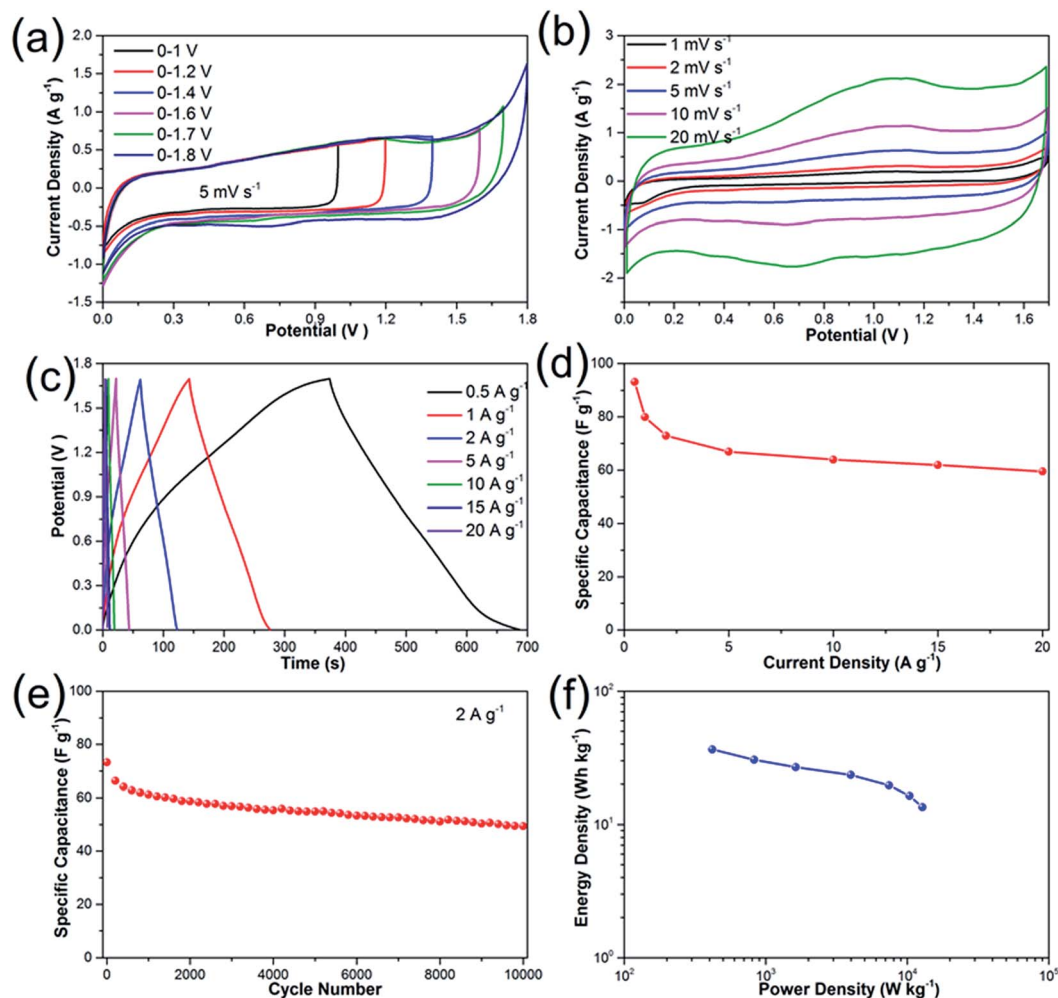 (a)
2.0
1.5
1.0
0.5
0.0
-0.5
-1.0
-1.5
Current Density (A g⁻¹)
0-1 V
0-1.2 V
0-1.4 V
0-1.6 V
0-1.7 V
0-1.8 V
5 mV s⁻¹
0.0 0.3 0.6 0.9 1.2 1.5 1.8
Potential (V )
(b)
3
2
1
0
-1
-2
Current Density (A g⁻¹)
1 mV s⁻¹
2 mV s⁻¹
5 mV s⁻¹
10 mV s⁻¹
20 mV s⁻¹
0.0 0.2 0.4 0.6 0.8 1.0 1.2 1.4 1.6
Potential (V )
(c)
1.8
1.5
1.2
0.9
0.6
0.3
0.0
Potential (V )
0.5 A g⁻¹
1 A g⁻¹
2 A g⁻¹
5 A g⁻¹
10 A g⁻¹
15 A g⁻¹
20 A g⁻¹
0 100 200 300 400 500 600 700
Time (s)
(d)
100
80
60
40
20
0
Specific Capacitance (F g⁻¹)
0 5 10 15 20
Current Density (A g⁻¹)
(e)
100
80
60
40
20
0
Specific Capacitance (F g⁻¹)
2 A g⁻¹
0 2000 4000 6000 8000 10000
Cycle Number
(f)
10²
10¹
10⁰
Energy Density (Wh kg⁻¹)
10² 10³ 10⁴ 10⁵
Power Density (W kg⁻¹)